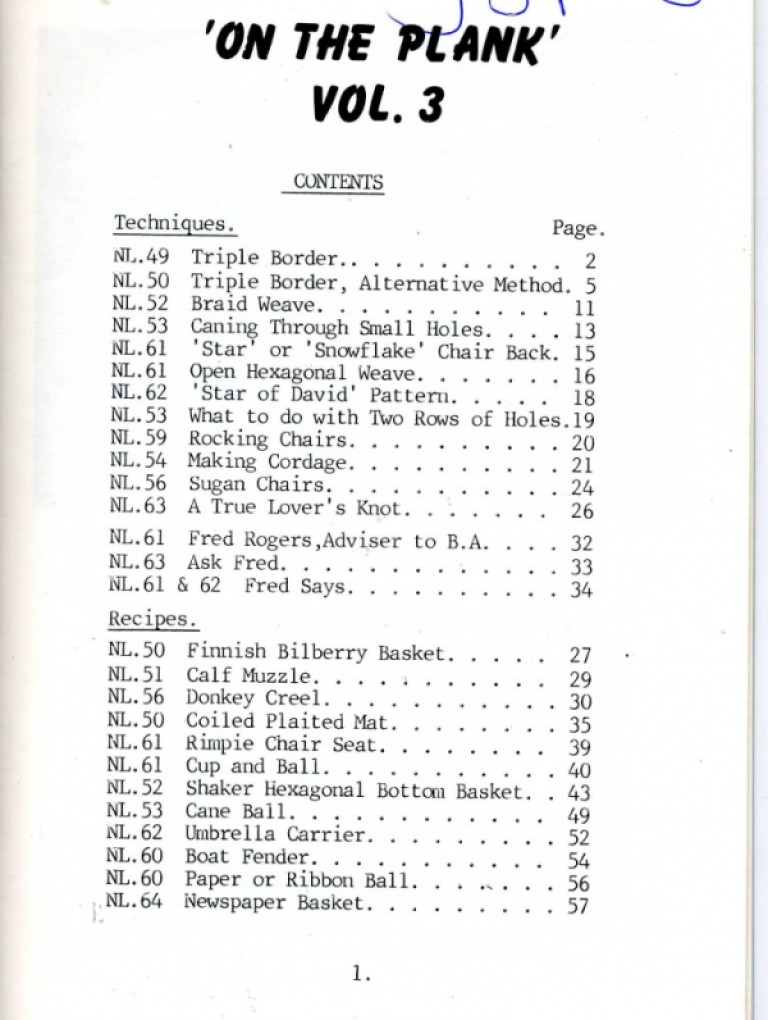 'ON THE PLANK'
VOL. 3
CONTENTS
Techniques. Page.
NL.49 Triple Border.. . . . . . . . . . . 2
NL.50 Triple Border, Alternative Method. 5
NL.52 Braid Weave. . . . . . . . . . . 11
NL.53 Caning Through Small Holes. . . . 13
NL.61 'Star' or 'Snowflake' Chair Back. 15
NL.61 Open Hexagonal Weave. . . . . . . 16
NL.62 'Star of David' Pattern. . . . . 18
NL.53 What to do with Two Rows of Holes.19
NL.59 Rocking Chairs. . . . . . . . . . 20
NL.54 Making Cordage. . . . . . . . . . 21
NL.56 Sugan Chairs. . . . . . . . . . . 24
NL.63 A True Lover's Knot. . . . . . . 26
NL.61 Fred Rogers,Adviser to B.A. . . . 32
NL.63 Ask Fred. . . . . . . . . . . . . 33
NL.61 & 62 Fred Says. . . . . . . . . . 34
Recipes.
NL.50 Finnish Bilberry Basket. . . . . 27
NL.51 Calf Muzzle. . . . . . . . . . . 29
NL.56 Donkey Creel. . . . . . . . . . . 30
NL.50 Coiled Plaited Mat. . . . . . . . 35
NL.61 Rimpie Chair Seat. . . . . . . . 39
NL.61 Cup and Ball. . . . . . . . . . . 40
NL.52 Shaker Hexagonal Bottom Basket. . 43
NL.53 Cane Ball. . . . . . . . . . . . 49
NL.62 Umbrella Carrier. . . . . . . . . 52
NL.60 Boat Fender. . . . . . . . . . . 54
NL.60 Paper or Ribbon Ball. . . . . . . 56
NL.64 Newspaper Basket. . . . . . . . . 57
1.